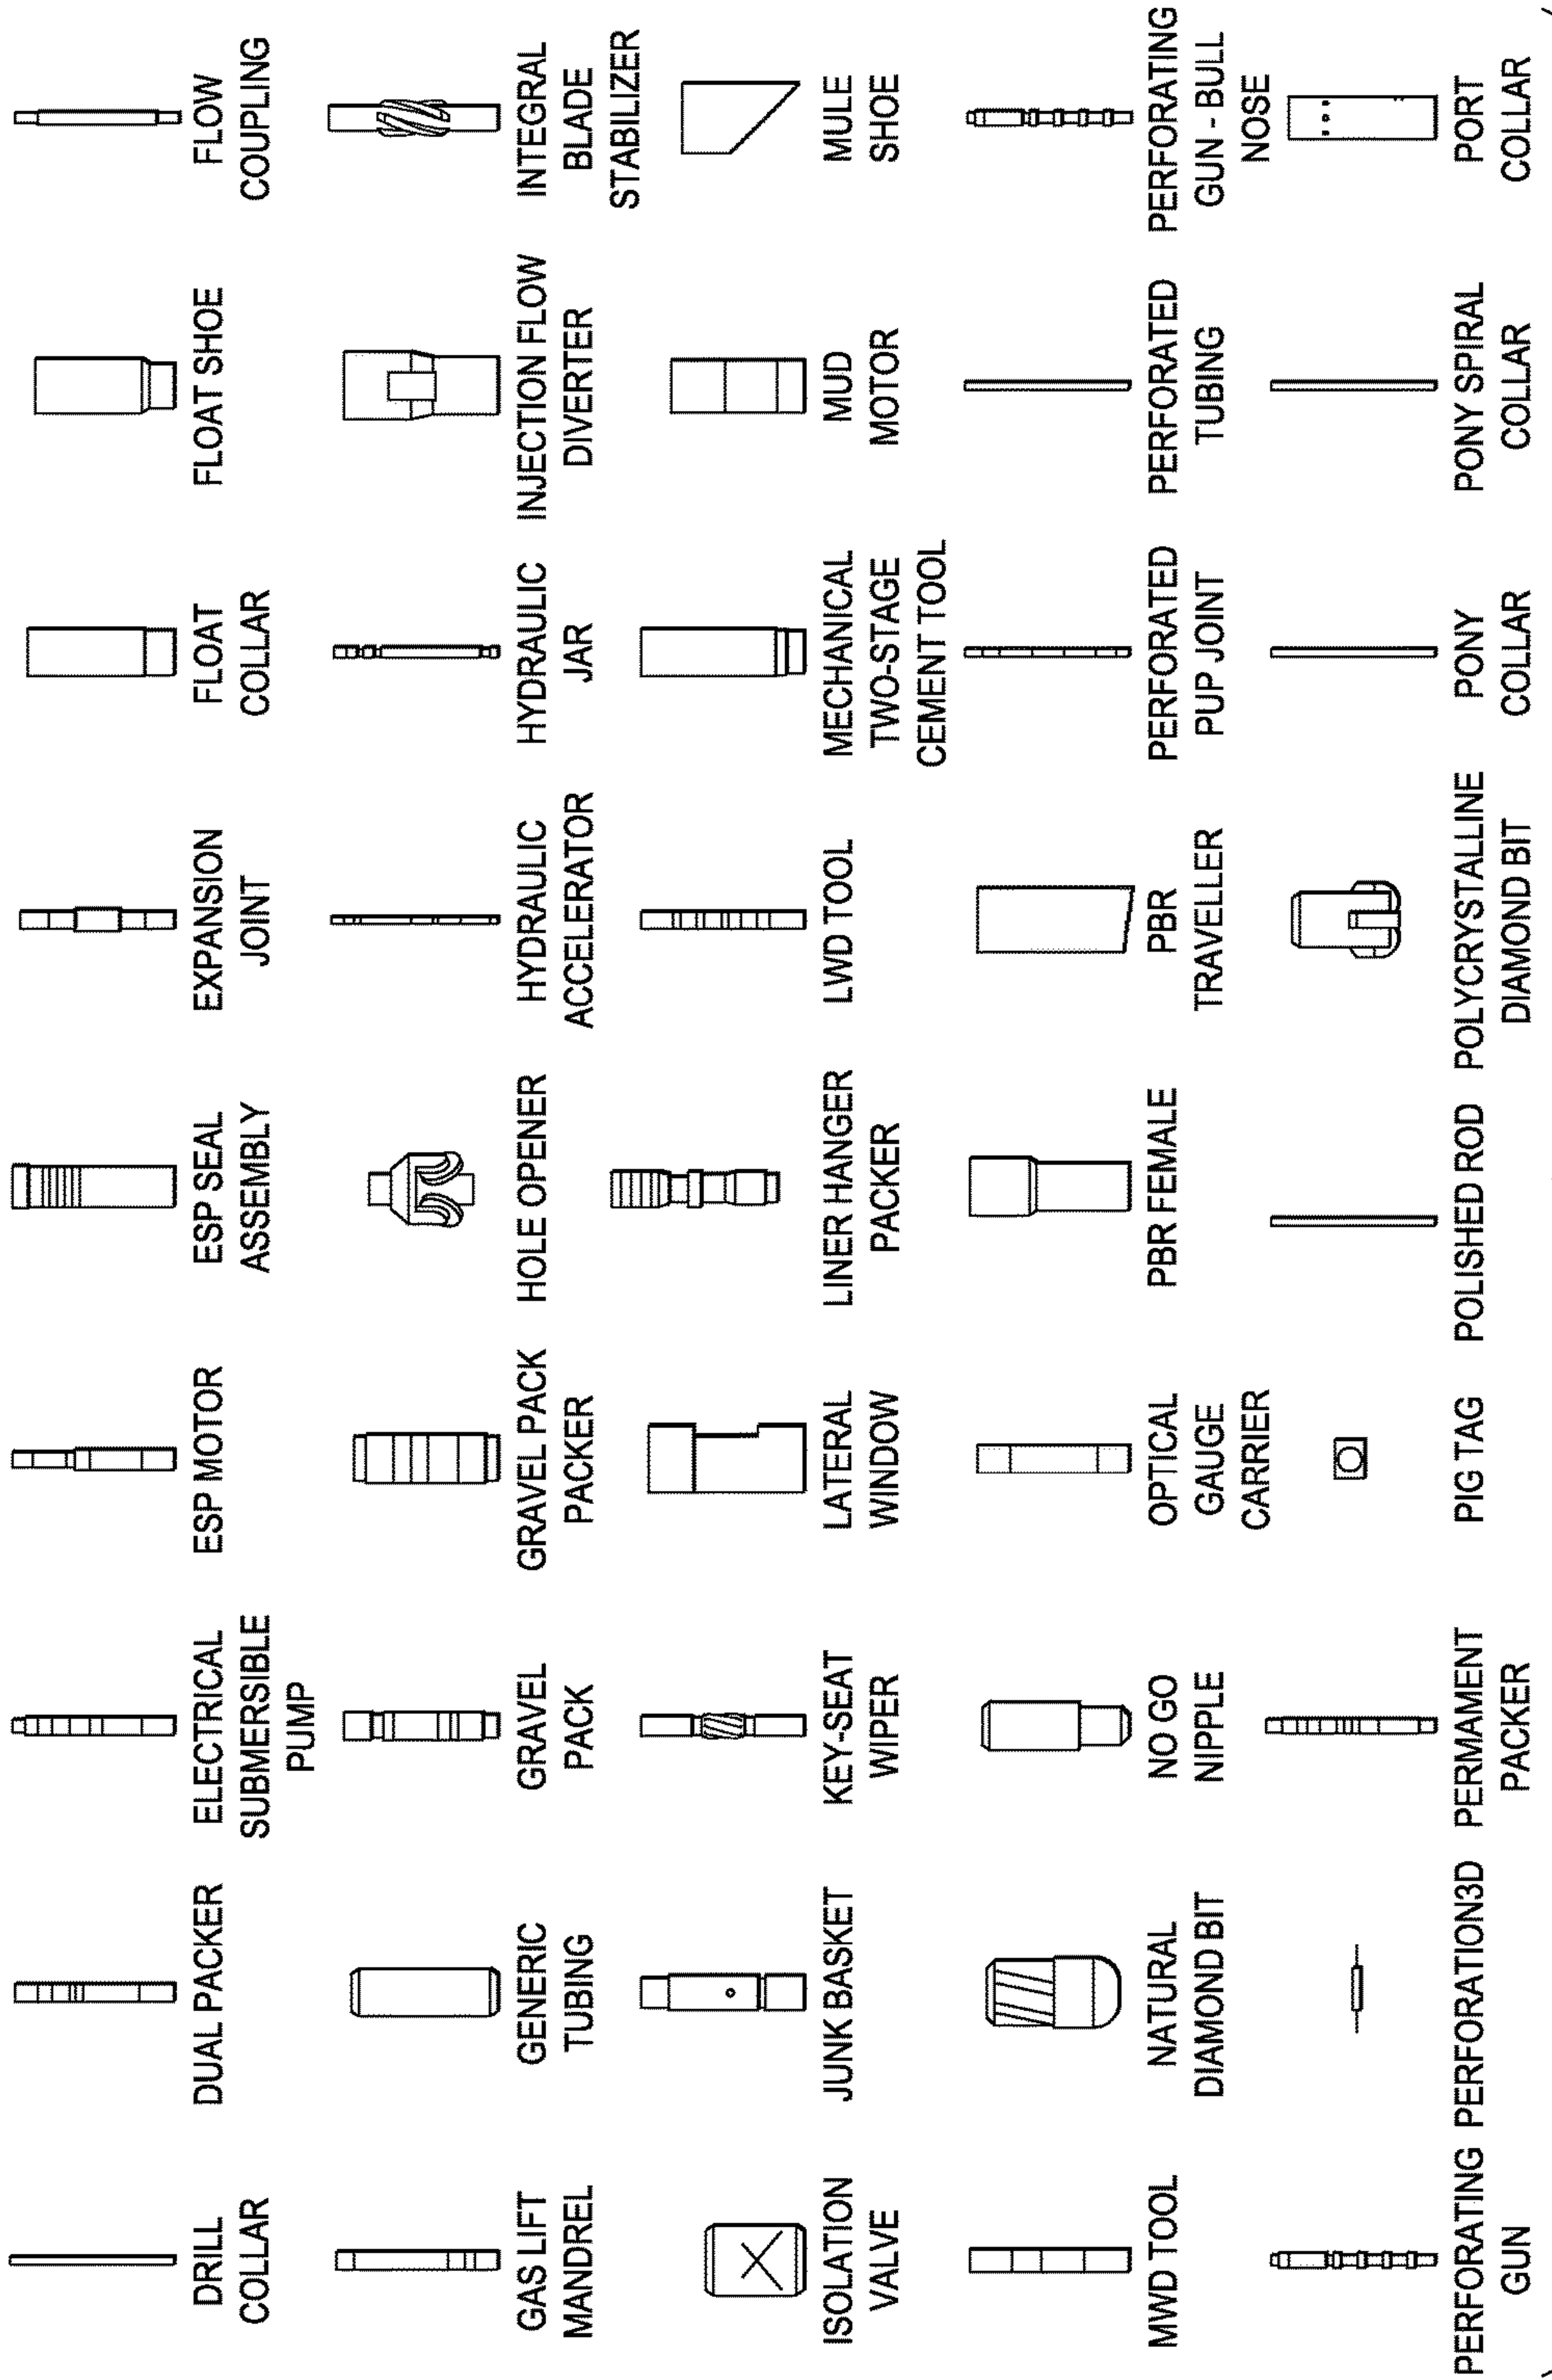 DRILL
COLLAR
DUAL PACKER
ELECTRICAL
SUBMERSIBLE
PUMP
ESP MOTOR
ESP SEAL
ASSEMBLY
EXPANSION
JOINT
FLOAT
COLLAR
FLOAT SHOE
FLOW
COUPLING
GAS LIFT
MANDREL
GENERIC
TUBING
GRAVEL
PACK
GRAVEL PACK
PACKER
HOLE OPENER
HYDRAULIC
ACCELERATOR
HYDRAULIC
JAR
INJECTION FLOW
DIVERTER
INTEGRAL
BLADE
STABILIZER
ISOLATION
VALVE
JUNK BASKET
KEY-SEAT
WIPER
LATERAL
WINDOW
LINER HANGER
PACKER
LWD TOOL
MECHANICAL
TWO-STAGE
CEMENT TOOL
MUD
MOTOR
MULE
SHOE
MWD TOOL
NATURAL
DIAMOND BIT
NO GO
NIPPLE
OPTICAL
GAUGE
CARRIER
PBR FEMALE
PBR
TRAVELLER
PERFORATED
PUP JOINT
PERFORATED
TUBING
PERFORATING
GUN - BULL
NOSE
PERFORATING
GUN
PERFORATION3D
PERMAMENT
PACKER
PIG TAG
POLISHED ROD
POLYCRYSTALLINE
DIAMOND BIT
PONY
COLLAR
PONY SPIRAL
COLLAR
PORT
COLLAR